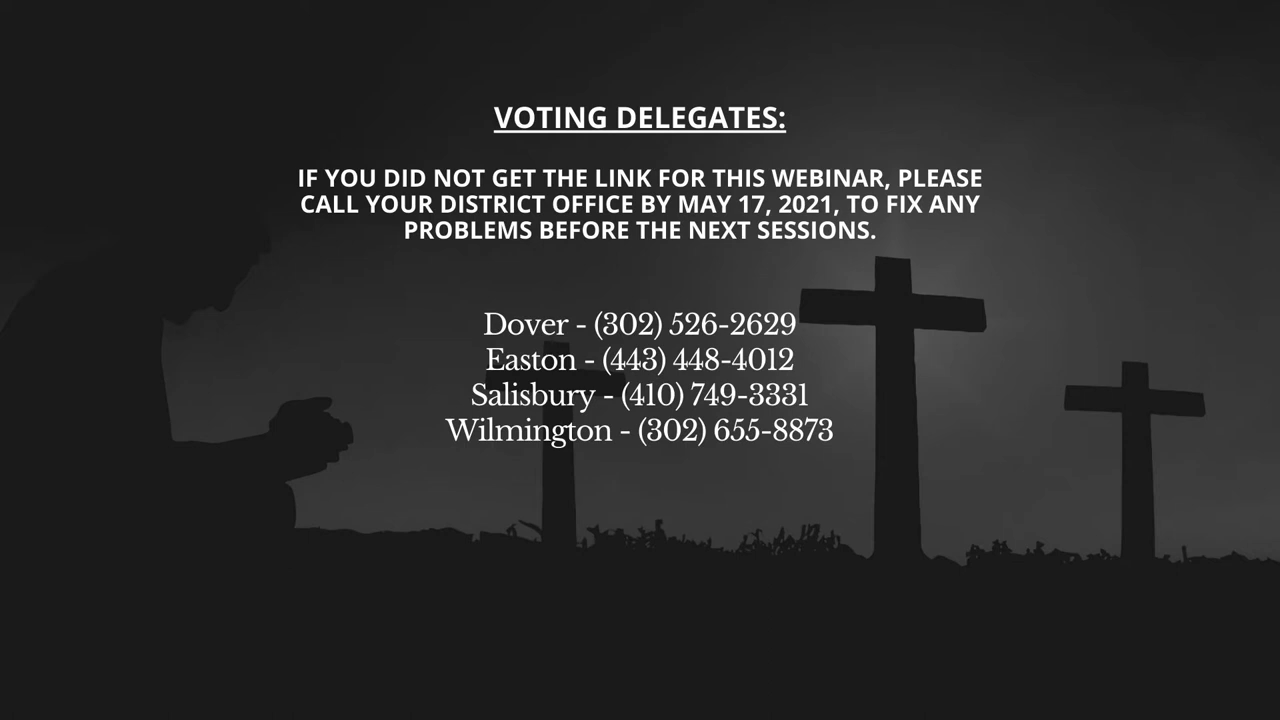 VOTING DELEGATES:
IF YOU DID NOT GET THE LINK FOR THIS WEBINAR, PLEASE
CALL YOUR DISTRICT OFFICE BY MAY 17, 2021, TO FIX ANY
PROBLEMS BEFORE THE NEXT SESSIONS.
Dover - (302) 526-2629
Easton - (443) 448-4012
Salisbury - (410) 749-3331
Wilmington - (302) 655-8873